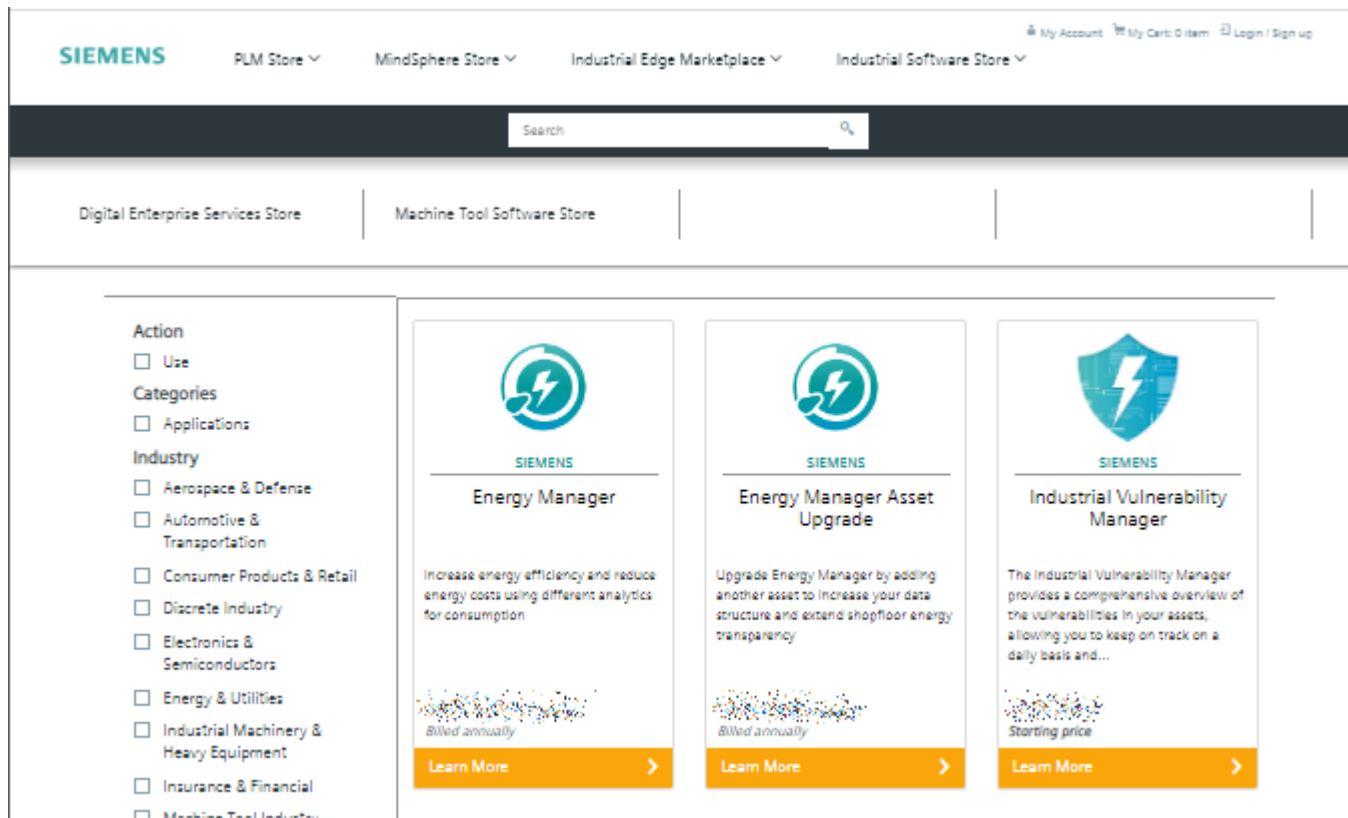 My Account My Cart: 0 item Login / Sign up
SIEMENS PLM Store MindSphere Store Industrial Edge Marketplace Industrial Software Store
Search
Digital Enterprise Services Store Machine Tool Software Store
Action
Use
Categories
Applications
Industry
Aerospace & Defense
Automotive &
Transportation
Consumer Products & Retail
Discrete Industry
Electronics &
Semiconductors
Energy & Utilities
Industrial Machinery &
Heavy Equipment
Insurance & Financial
Machine Tool Industry
SIEMENS
Energy Manager
Increase energy efficiency and reduce
energy costs using different analytics
for consumption
Billed annually
Learn More
SIEMENS
Energy Manager Asset
Upgrade
Upgrade Energy Manager by adding
another asset to increase your data
structure and extend shopfloor energy
transparency
Billed annually
Learn More
SIEMENS
Industrial Vulnerability
Manager
The Industrial Vulnerability Manager
provides a comprehensive overview of
the vulnerabilities in your assets,
allowing you to keep on track on a
daily basis and...
Starting price
Learn More